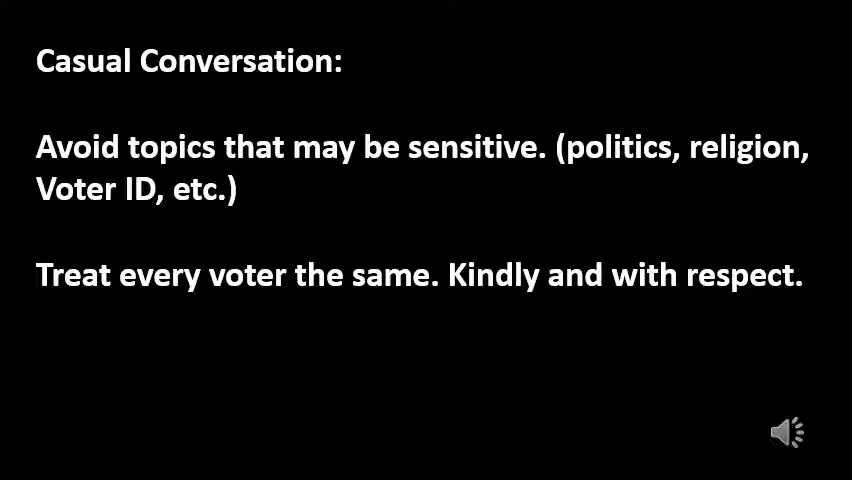 Casual Conversation:
Avoid topics that may be sensitive. (politics, religion,
Voter ID, etc.)
Treat every voter the same. Kindly and with respect.